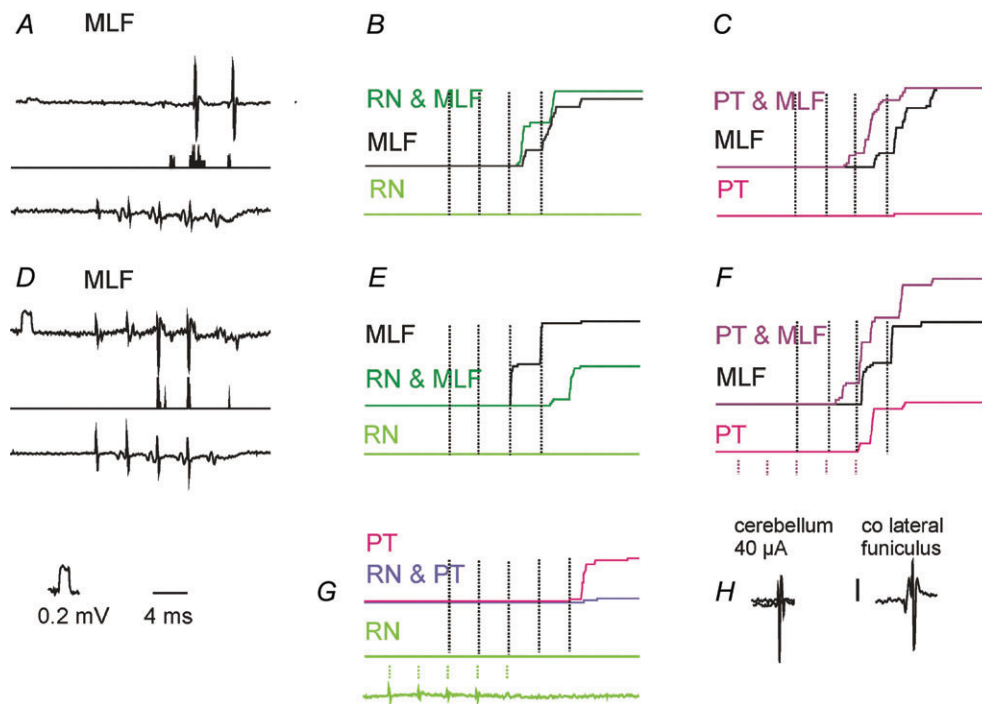 A MLF
B
RN & MLF
MLF
RN
C
PT & MLF
MLF
PT
D MLF
E
MLF
RN & MLF
RN
F
PT & MLF
MLF
PT
0.2 mV
4 ms
G
PT
RN & PT
RN
cerebellum
40 µA
H
co lateral
funiculus
I